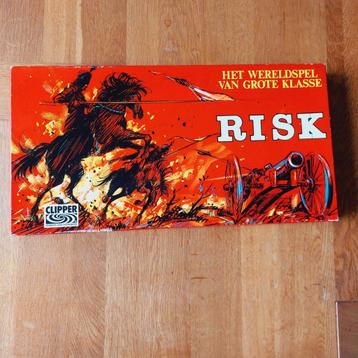 HET WERELDSPEL
VAN GROTE KLASSE
RISK
CLIPPER